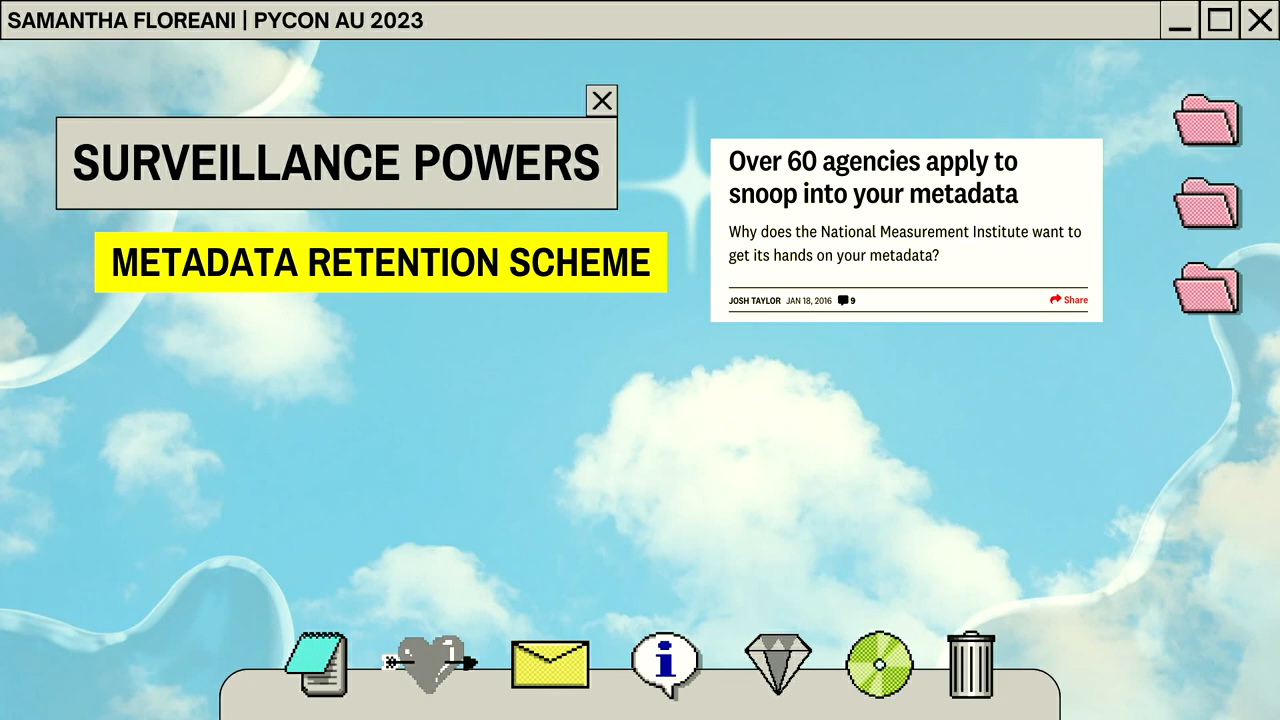 SAMANTHA FLOREANI | PYCON AU 2023
SURVEILLANCE POWERS
METADATA RETENTION SCHEME
Over 60 agencies apply to
snoop into your metadata
Why does the National Measurement Institute want to
get its hands on your metadata?
JOSH TAYLOR JAN 18, 2016 9 Share